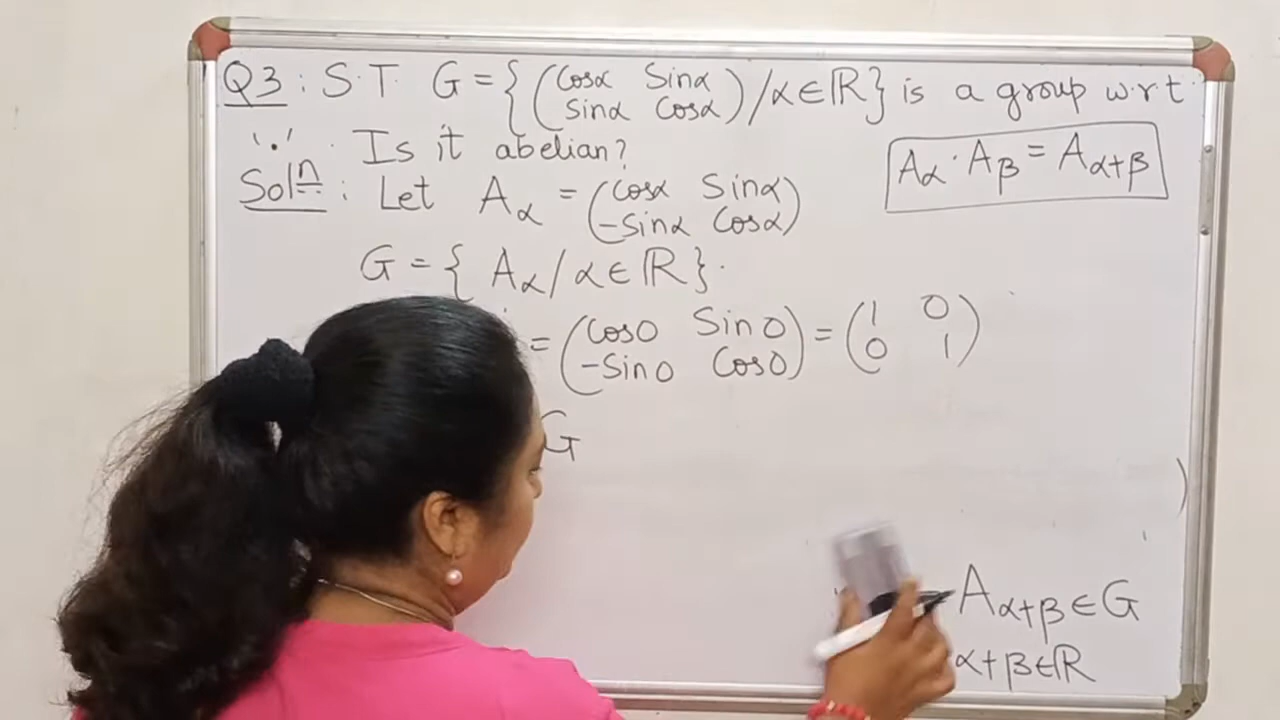 Q3 : S.T. G = { ( cosα Sinα ) / α ∈ ℝ } is a group w.r.t.
( sinα cosα )
'.' . Is it abelian?
Aα . Aβ = Aα+β
Solⁿ : Let Aα = ( cosα Sinα )
( -Sinα cosα )
G = { Aα / α ∈ ℝ }.
= ( cos0 Sin0 ) = ( 1 0 )
( -Sin0 cos0 ) ( 0 1 )
G
)
Aα+β ∈ G
α+β ∈ ℝ